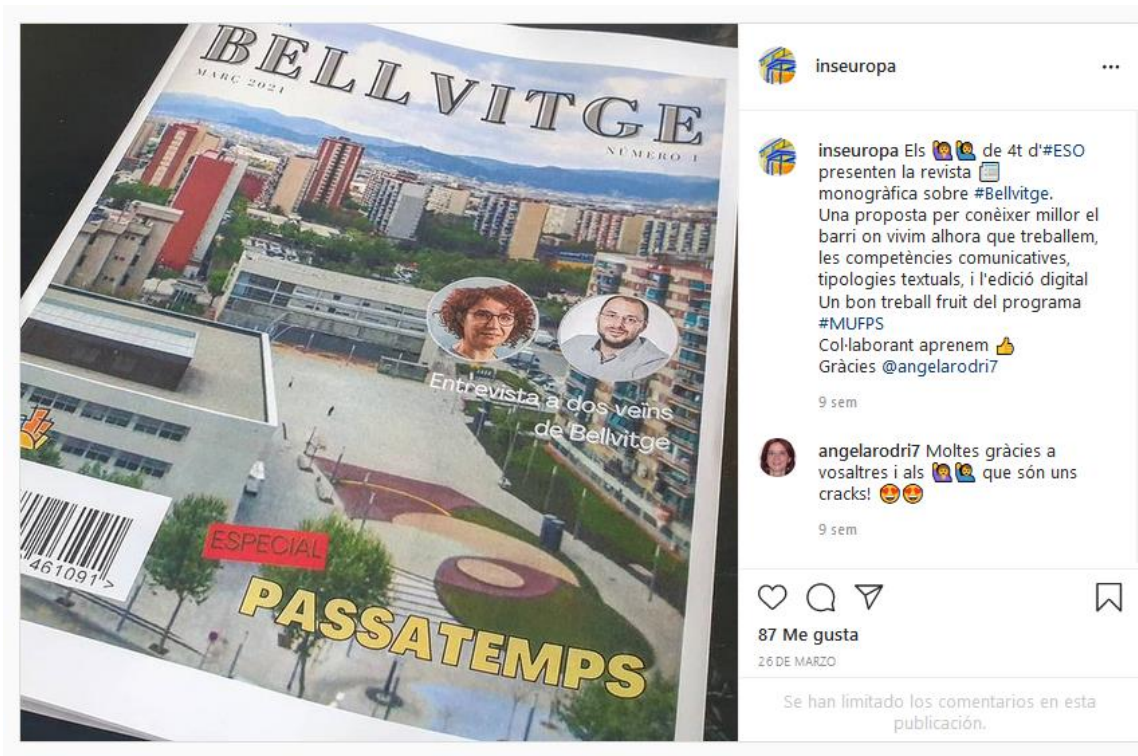 BELLVITGE
MARÇ 2021
NÚMERO 1
Entrevista a dos veïns
de Bellvitge
461091
ESPECIAL
PASSATEMPS
inseuropa
inseuropa Els 🙋‍♀️ 🙋‍♂️ de 4t d'#ESO
presenten la revista 📰
monogràfica sobre #Bellvitge.
Una proposta per conèixer millor el
barri on vivim alhora que treballem,
les competències comunicatives,
tipologies textuals, i l'edició digital
Un bon treball fruit del programa
#MUFPS
Col·laborant aprenem 👍
Gràcies @angelarodri7
9 sem
angelarodri7 Moltes gràcies a
vosaltres i als 🙋‍♀️ 🙋‍♂️ que són uns
cracks! 😍😍
9 sem
87 Me gusta
26 DE MARZO
Se han limitado los comentarios en esta
publicación.